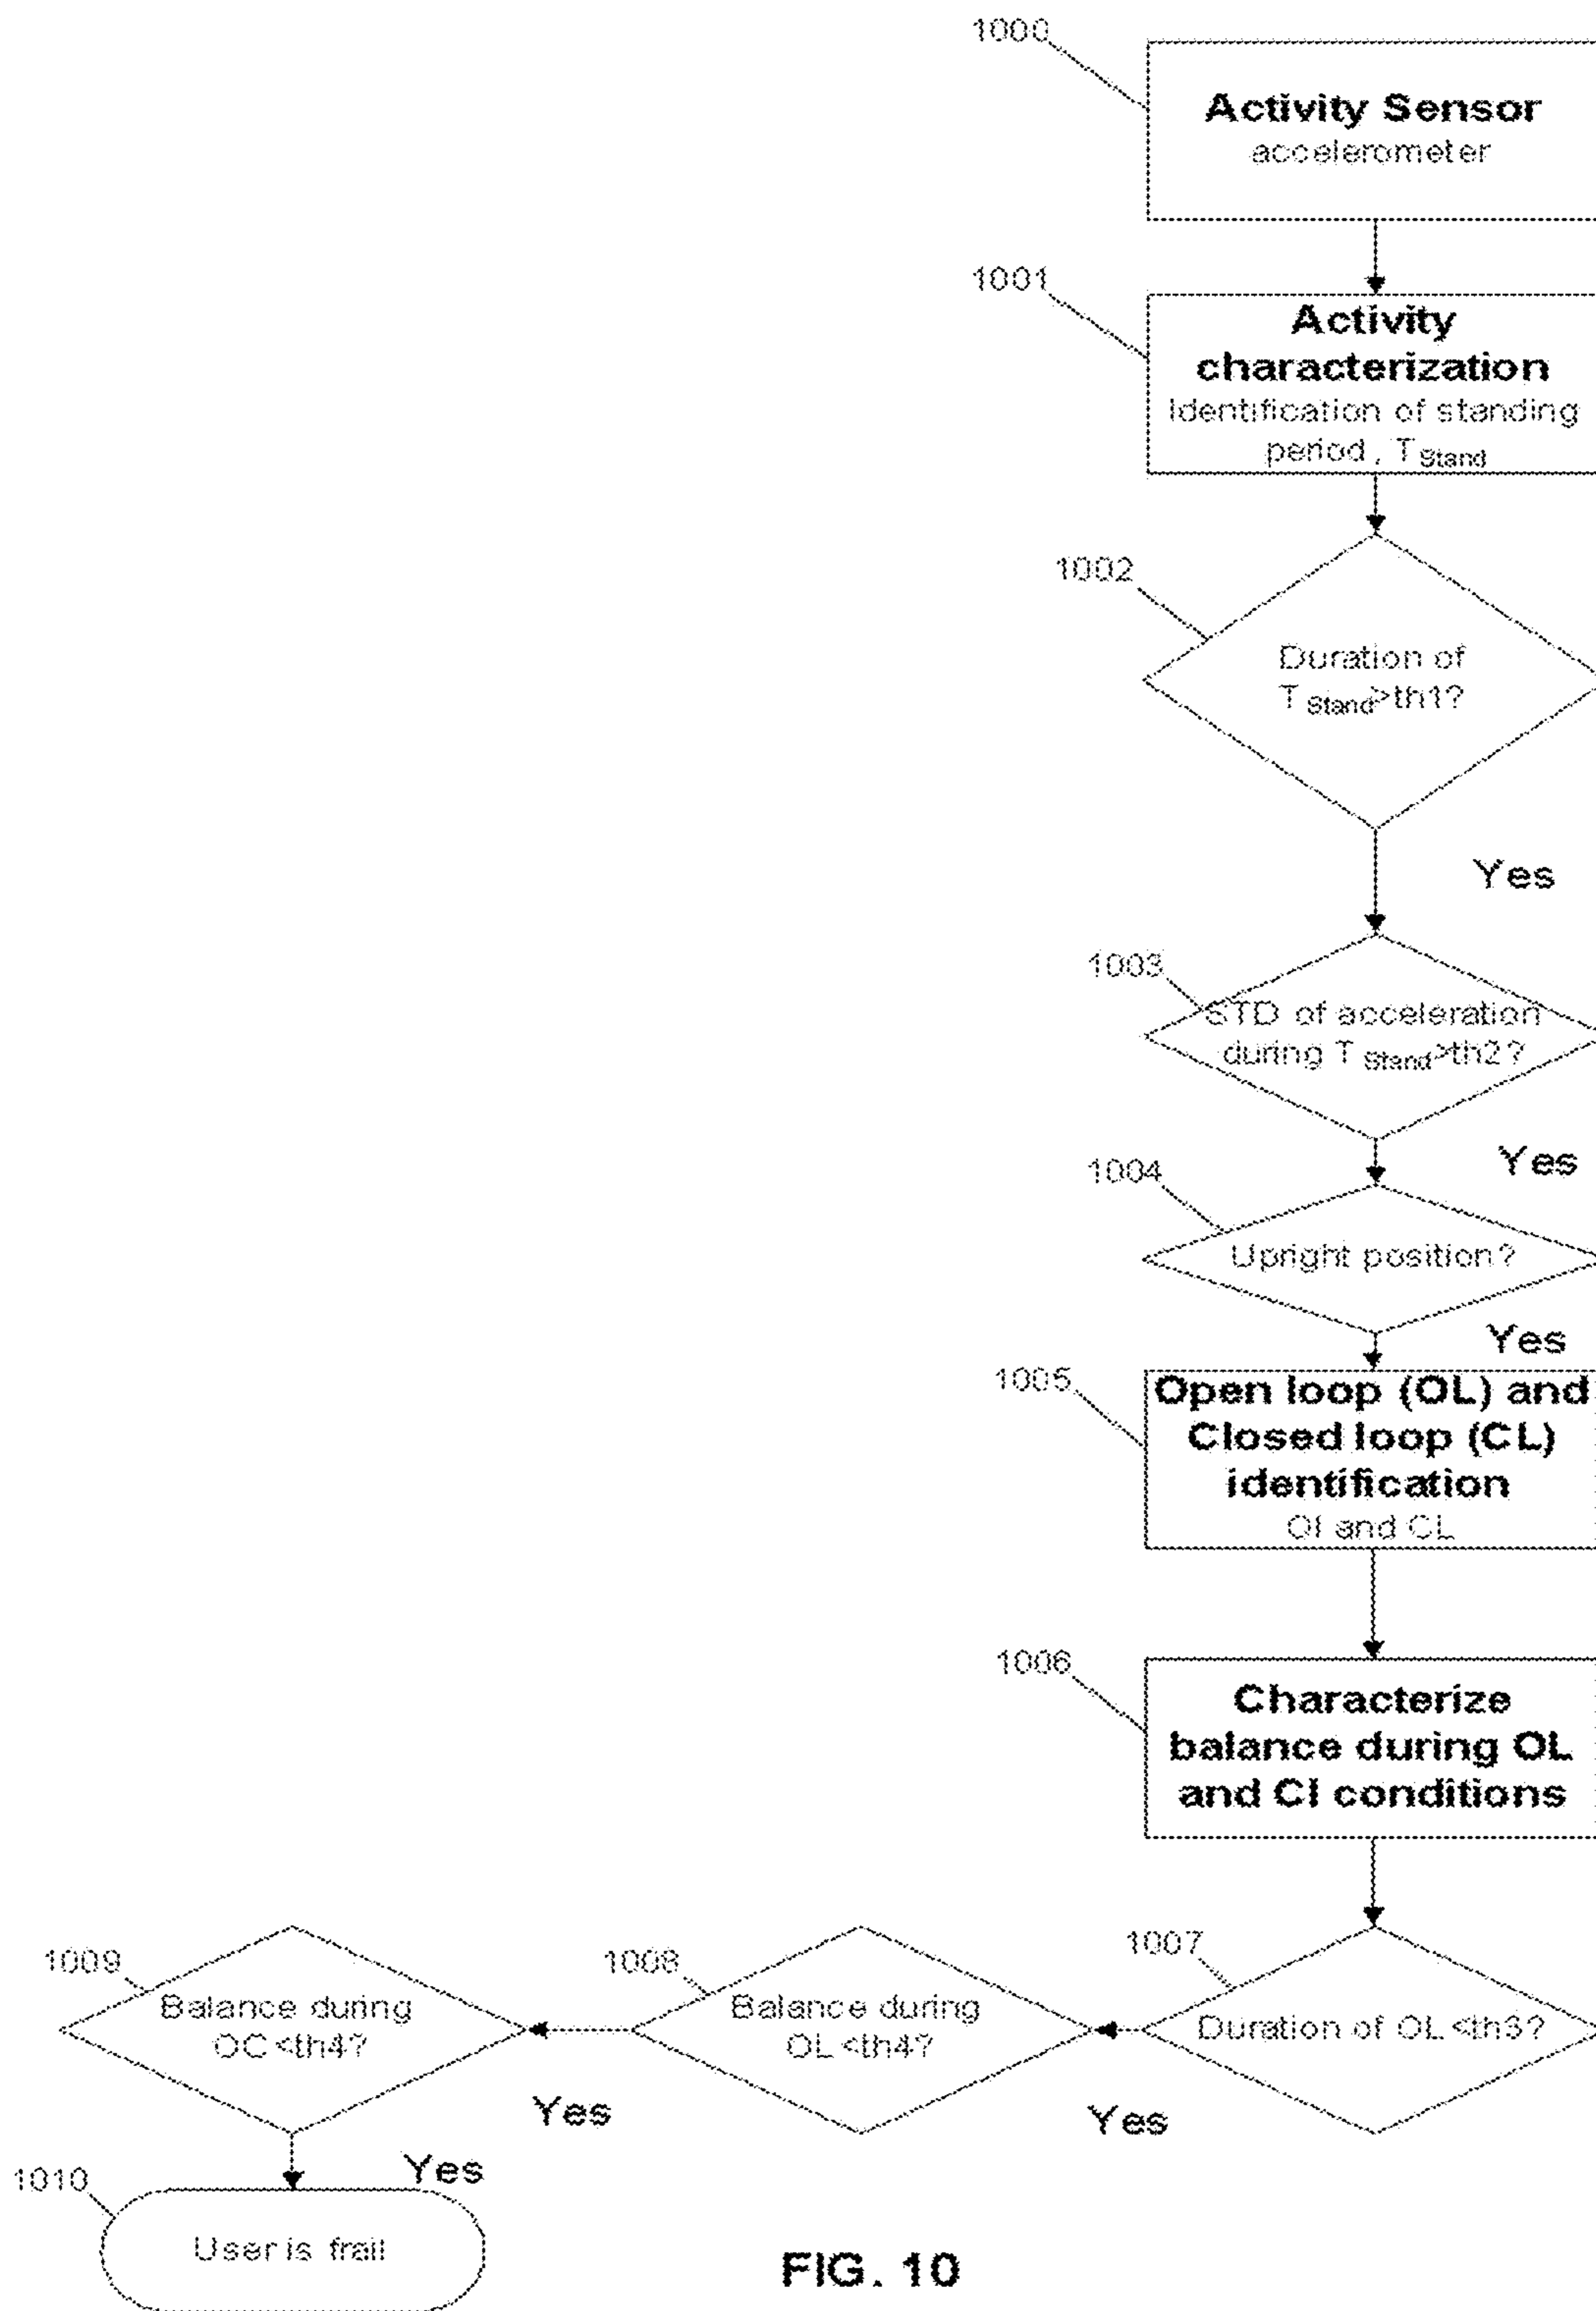 1000
Activity Sensor
accelerometer
1001
Activity
characterization
Identification of standing
period, T Stand
1002
Duration of
T Stand>th1?
Yes
1003
STD of acceleration
during T Stand>th2?
Yes
1004
Upright position?
Yes
1005
Open loop (OL) and
Closed loop (CL)
identification
Ol and CL
1006
Characterize
balance during OL
and Cl conditions
1007
Duration of OL<th3?
Yes
1008
Balance during
OL<th4?
Yes
1009
Balance during
OC<th4?
Yes
1010
User is frail
FIG. 10